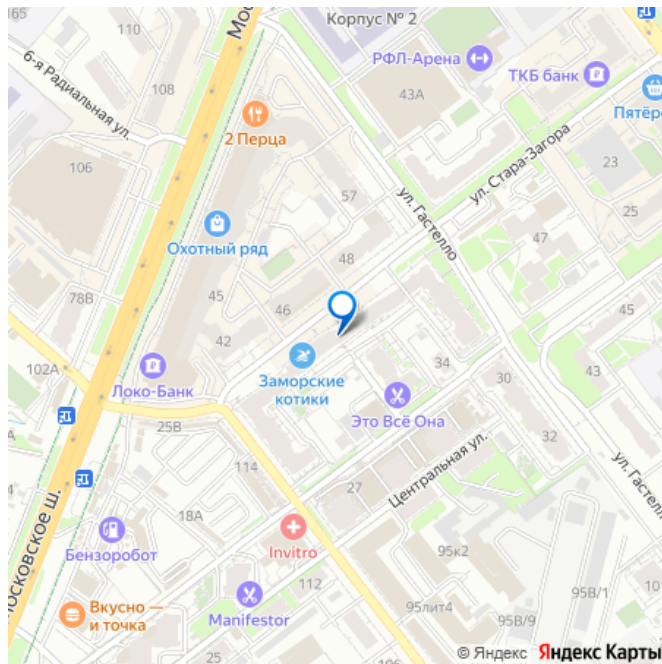 165
110
Мос
Корпус № 2
РФЛ-Арена
6-я Радиальная ул.
108
43А
ТКБ банк
Пятёр
2 Перца
106
57
ул. Стара-Загора
23
ул. Гастелло
25
Охотный ряд
47
48
45
46
78В
42
45
102А
Локо-Банк
Заморские
котики
34
30
43
Это Всё Она
25В
32
114
27
Центральная ул.
ул. Гастелл
18А
Московское ш.
Бензоробот
Invitro
95к2
112
95В/1
Вкусно —
и точка
Manifestor
95лит4
95В/9
25
106
© Яндекс Яндекс Карты